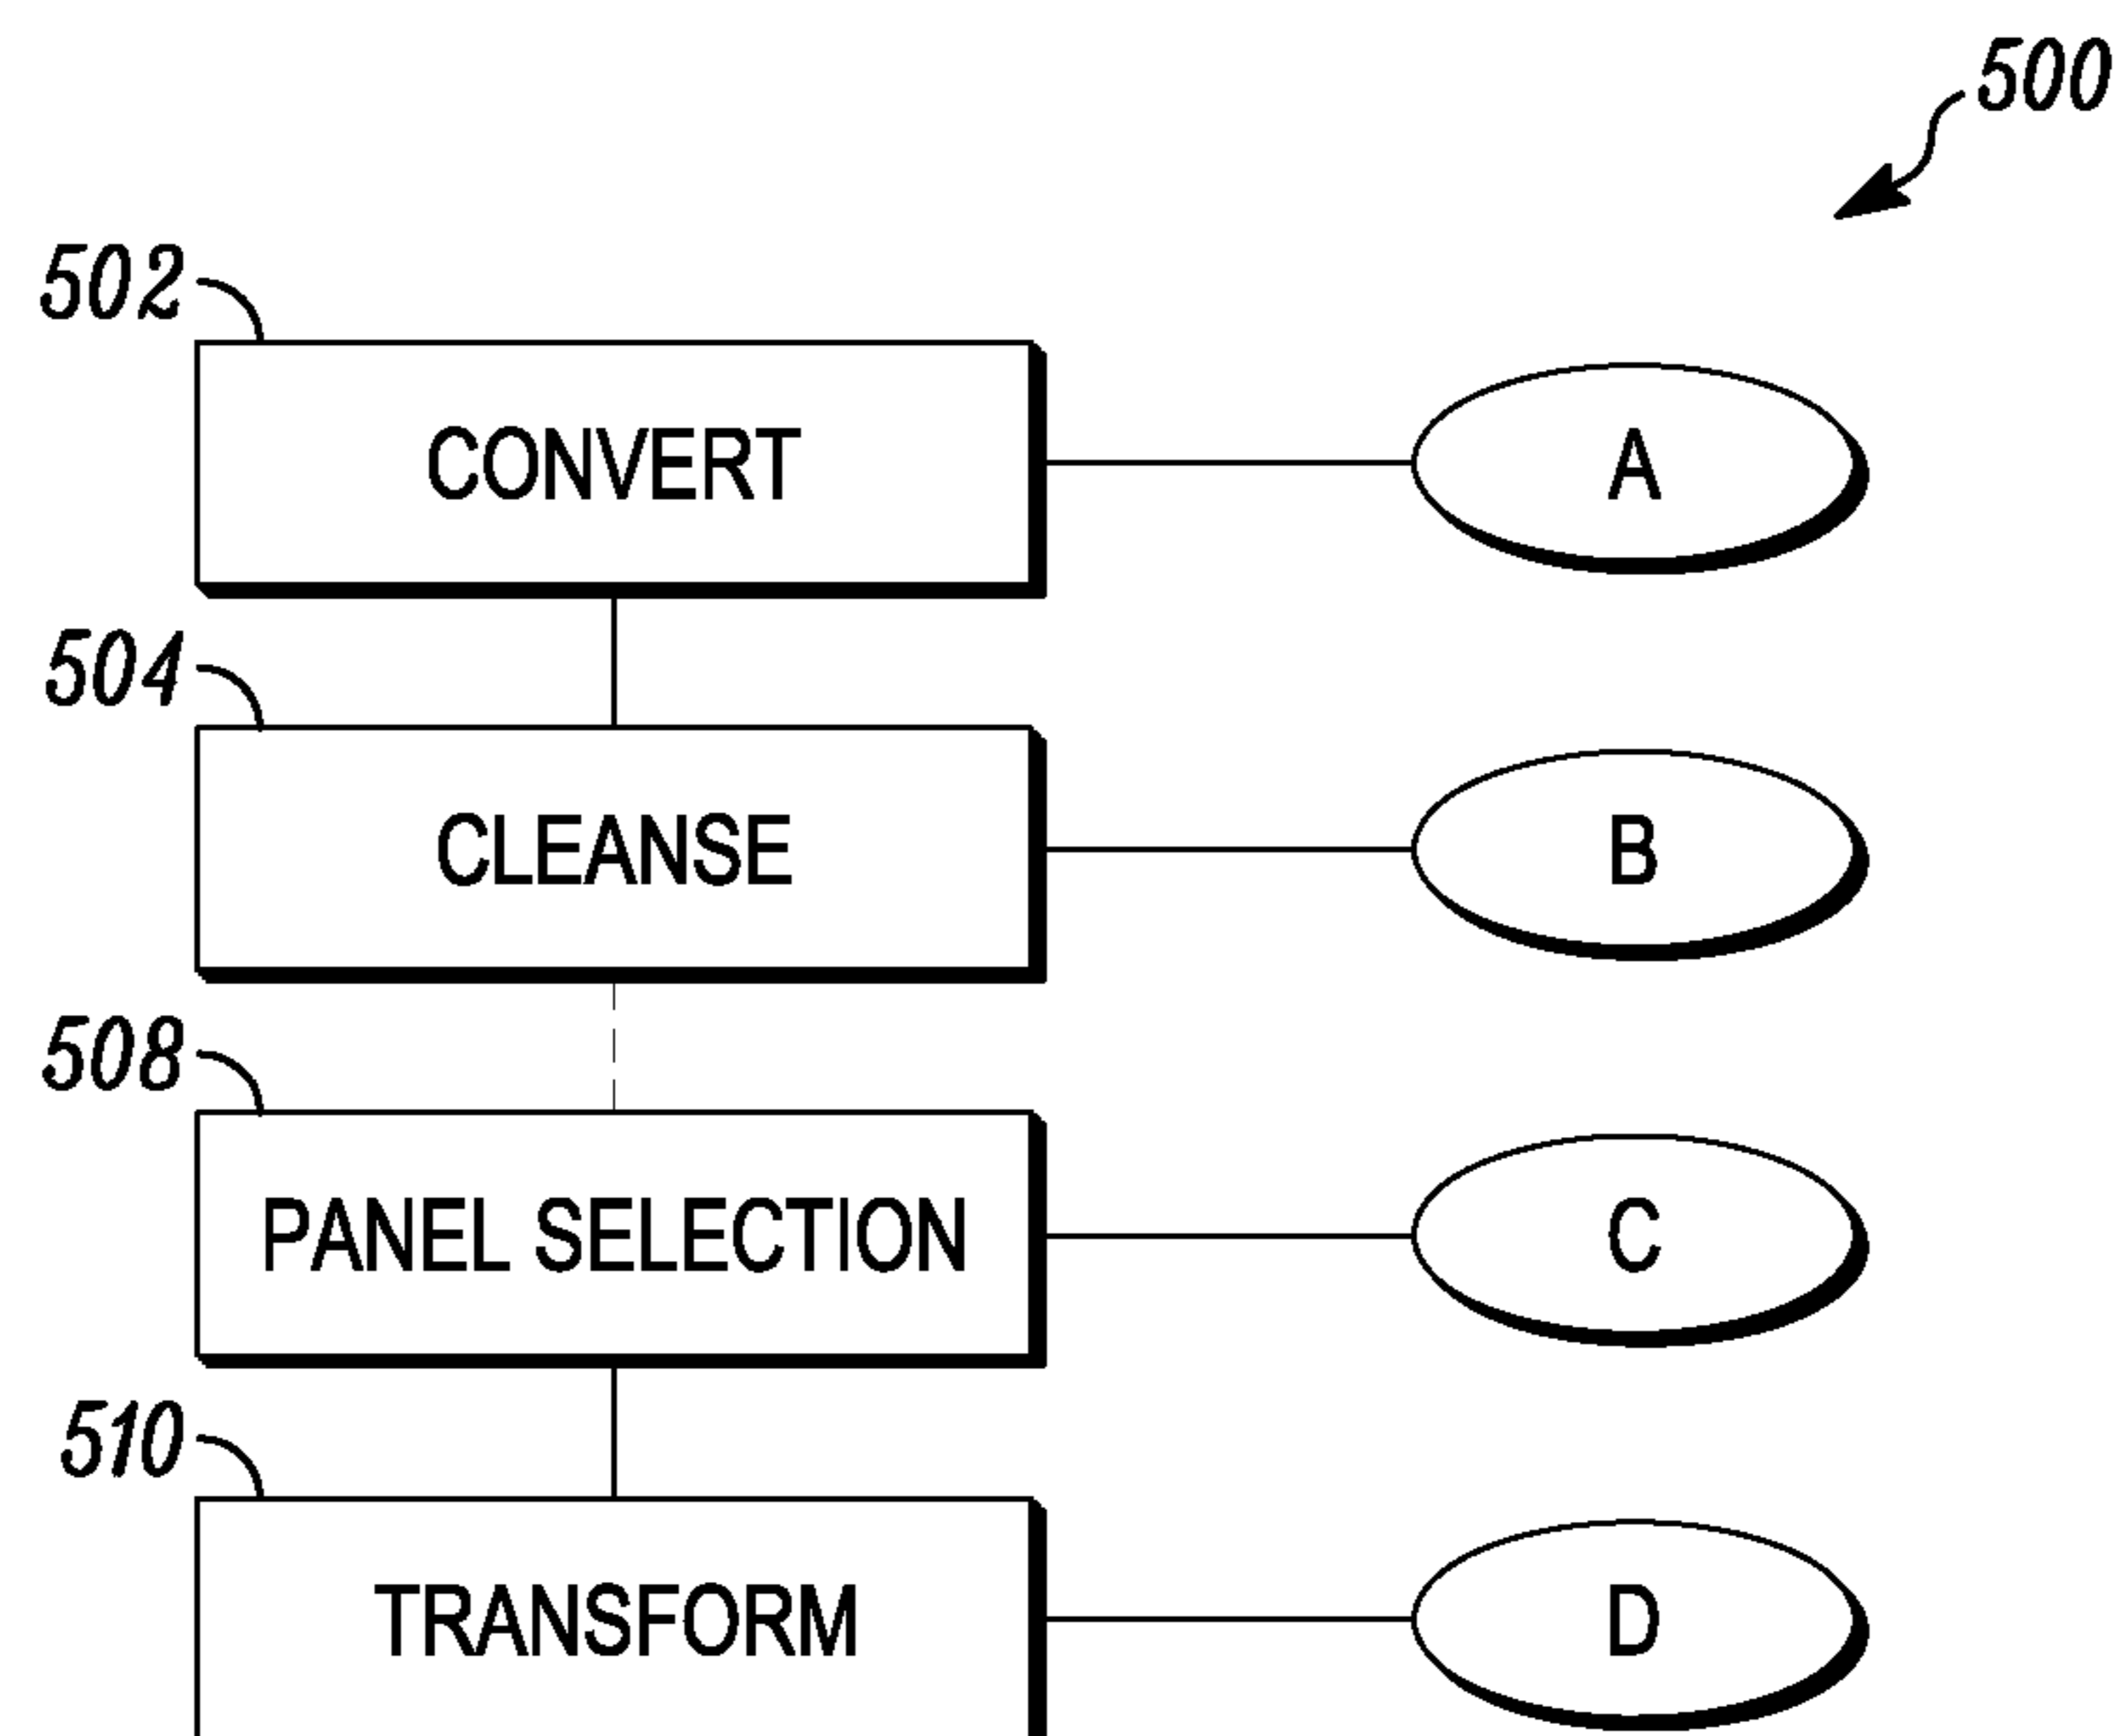 500
502
CONVERT
A
504
CLEANSE
B
508
PANEL SELECTION
C
510
TRANSFORM
D